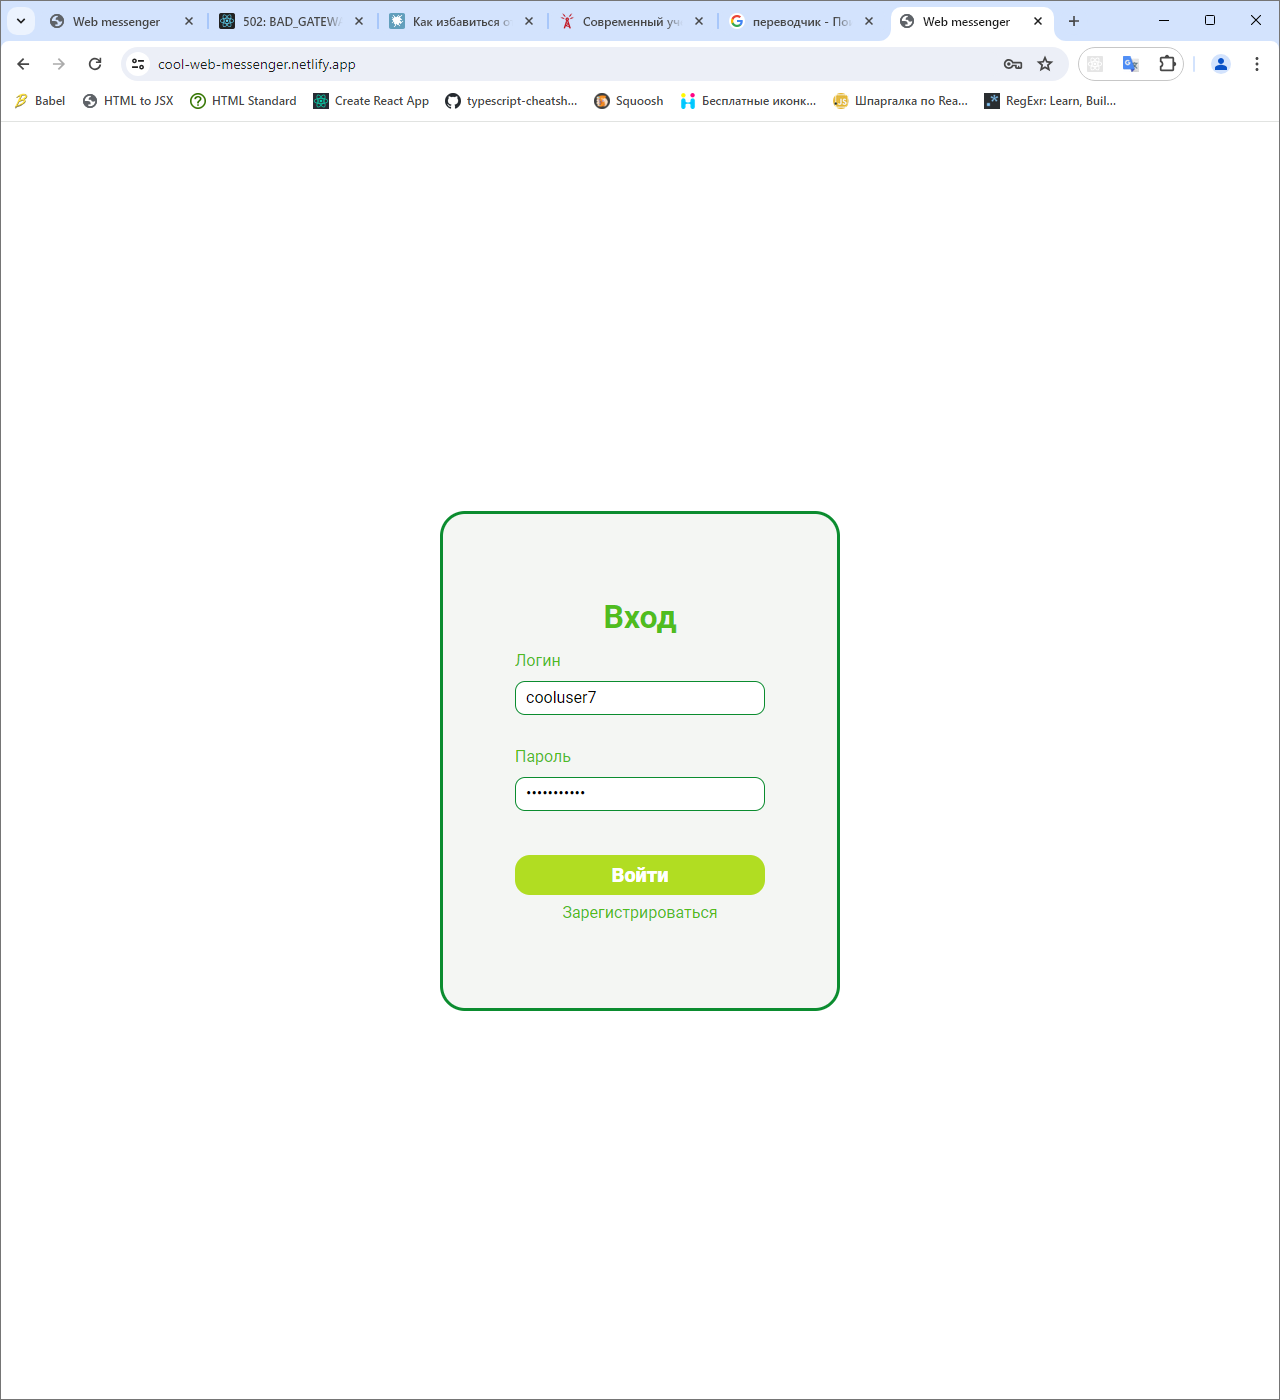 Web messenger
502: BAD_GATEWA
Как избавиться о
Современный уч
переводчик - По
Web messenger
cool-web-messenger.netlify.app
Babel
HTML to JSX
HTML Standard
Create React App
typescript-cheatsh...
Squoosh
Бесплатные иконк...
Шпаргалка по Rea...
RegExr: Learn, Buil...
Вход
Логин
cooluser7
Пароль
•••••••••••
Войти
Зарегистрироваться